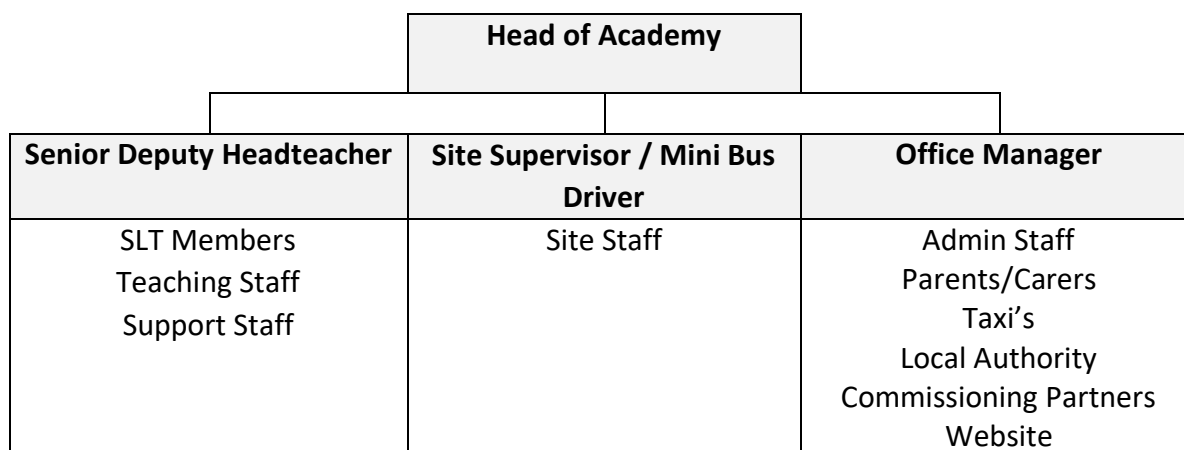 Head of Academy
Senior Deputy Headteacher
Site Supervisor / Mini Bus
Driver
Office Manager
SLT Members
Teaching Staff
Support Staff
Site Staff
Admin Staff
Parents/Carers
Taxi’s
Local Authority
Commissioning Partners
Website